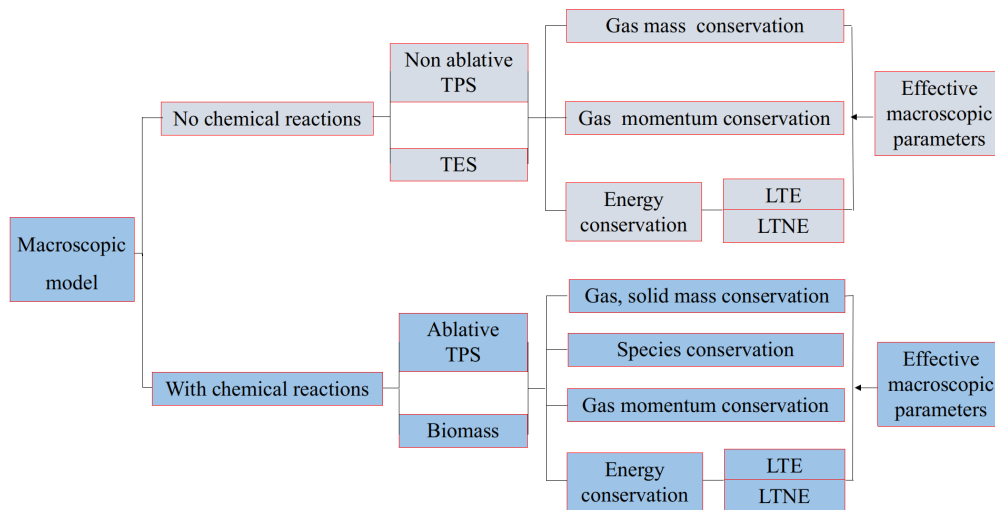 Macroscopic
model
No chemical reactions
Non ablative
TPS
TES
Gas mass conservation
Gas momentum conservation
Energy
conservation
LTE
LTNE
Effective
macroscopic
parameters
With chemical reactions
Ablative
TPS
Biomass
Gas, solid mass conservation
Species conservation
Gas momentum conservation
Energy
conservation
LTE
LTNE
Effective
macroscopic
parameters